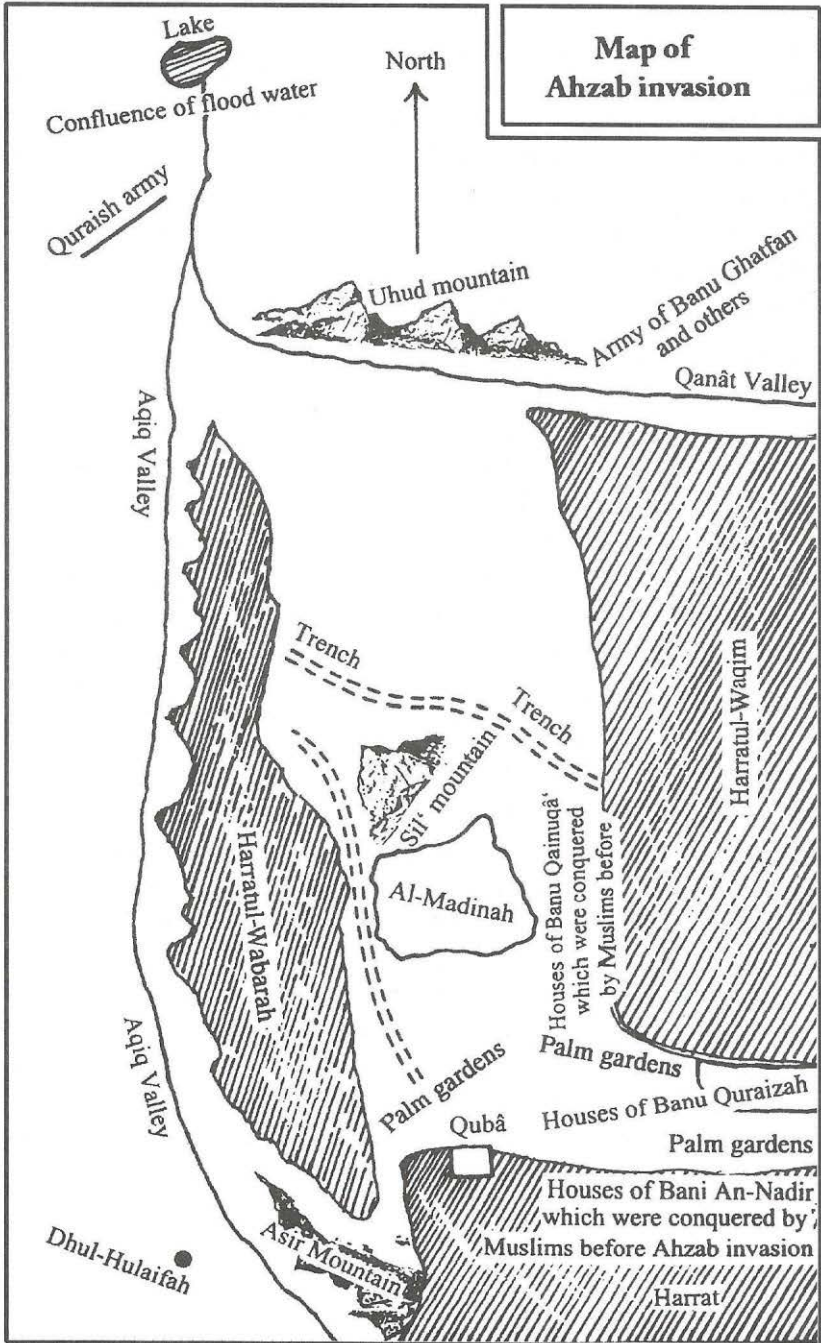 Map of
Ahzab invasion
Lake
North
Confluence of flood water
Quraish army
Uhud mountain
Army of Banu Ghatfan
and others
Qanât Valley
Aqiq Valley
Trench
Trench
Harratul-Waqim
Sil‘ mountain
Harratul-Wabarah
Al-Madinah
Houses of Banu Qainuqâ‘
which were conquered
by Muslims before
Aqiq Valley
Palm gardens
Palm gardens
Houses of Banu Quraizah
Qubâ
Palm gardens
Houses of Bani An-Nadir
which were conquered by
Muslims before Ahzab invasion
Dhul-Hulaifah
Asir Mountain
Harrat